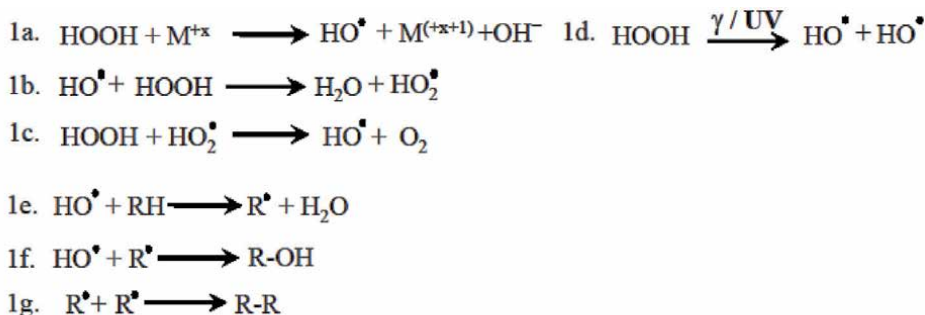 1a. HOOH + M⁺ˣ ⟶ HO• + M⁽⁺ˣ⁺¹⁾ +OH⁻ 1d. HOOH γ / UV ⟶ HO• + HO•
1b. HO• + HOOH ⟶ H₂O + HO₂•
1c. HOOH + HO₂• ⟶ HO• + O₂
1e. HO• + RH ⟶ R• + H₂O
1f. HO• + R• ⟶ R-OH
1g. R• + R• ⟶ R-R